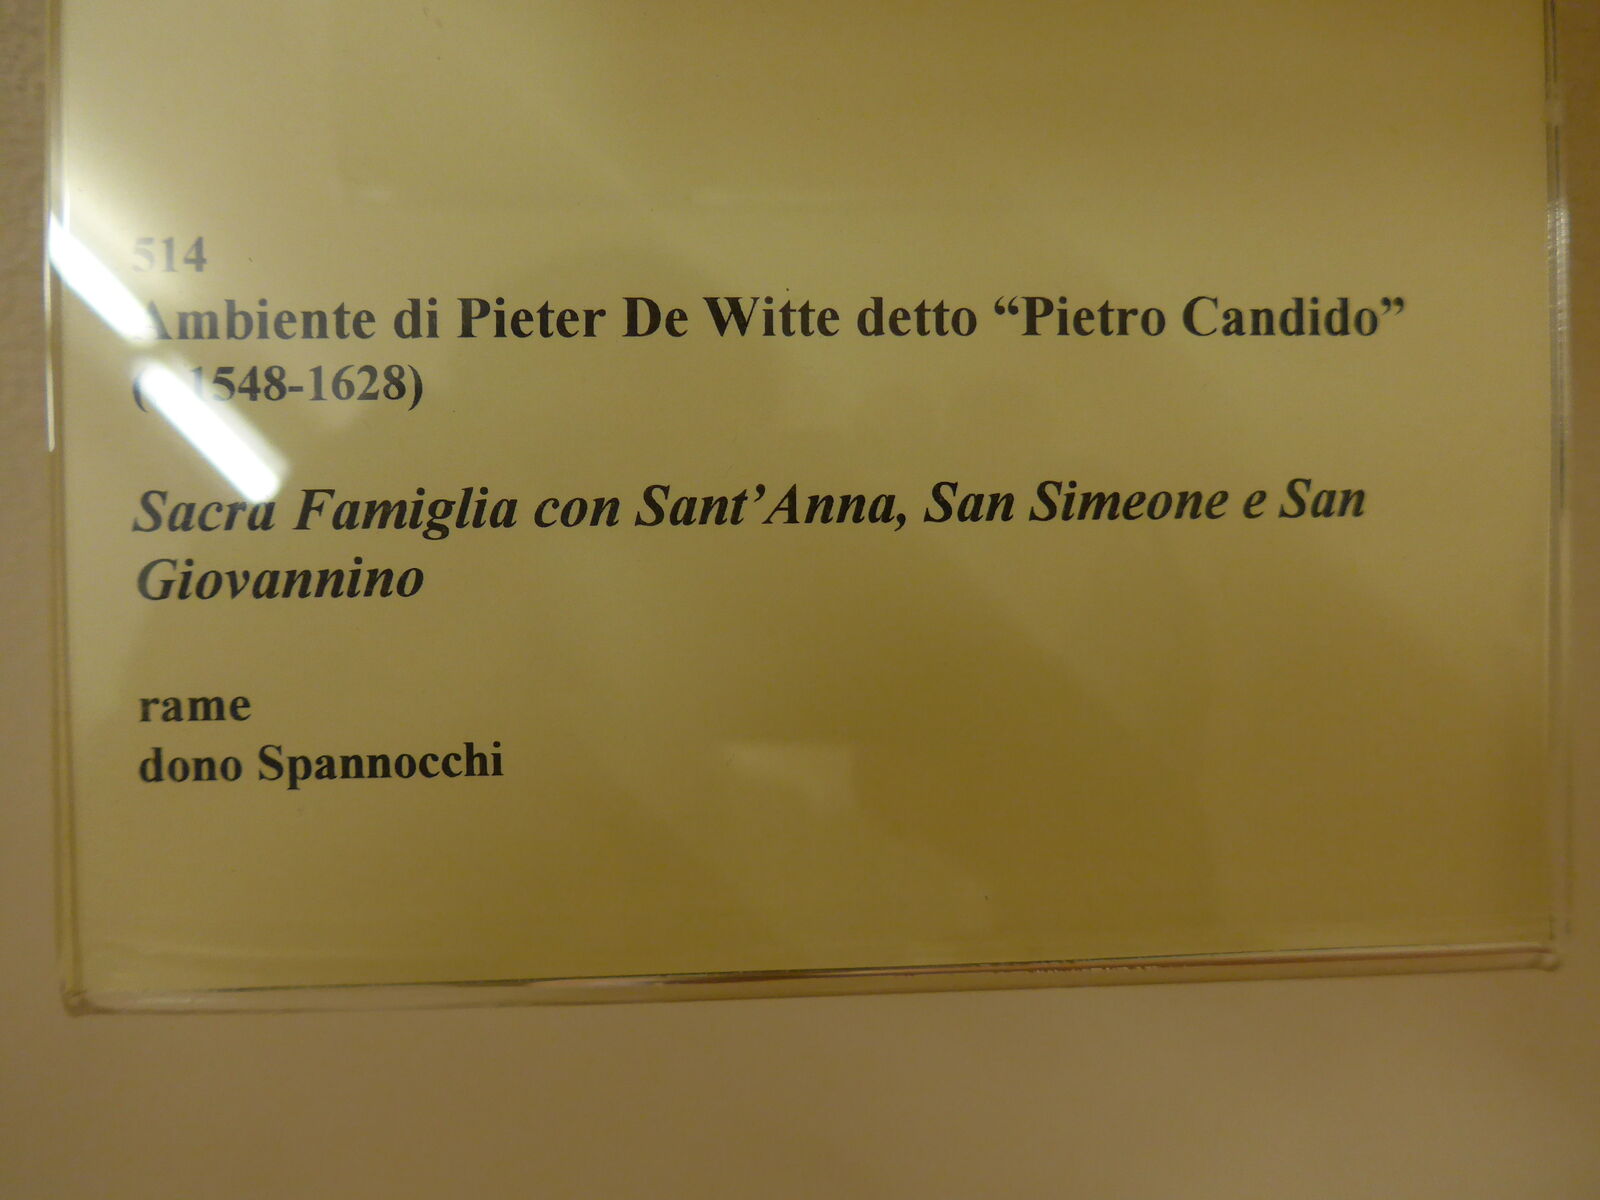 514
Ambiente di Pieter De Witte detto “Pietro Candido”
( 1548-1628)
Sacra Famiglia con Sant’Anna, San Simeone e San
Giovannino
rame
dono Spannocchi